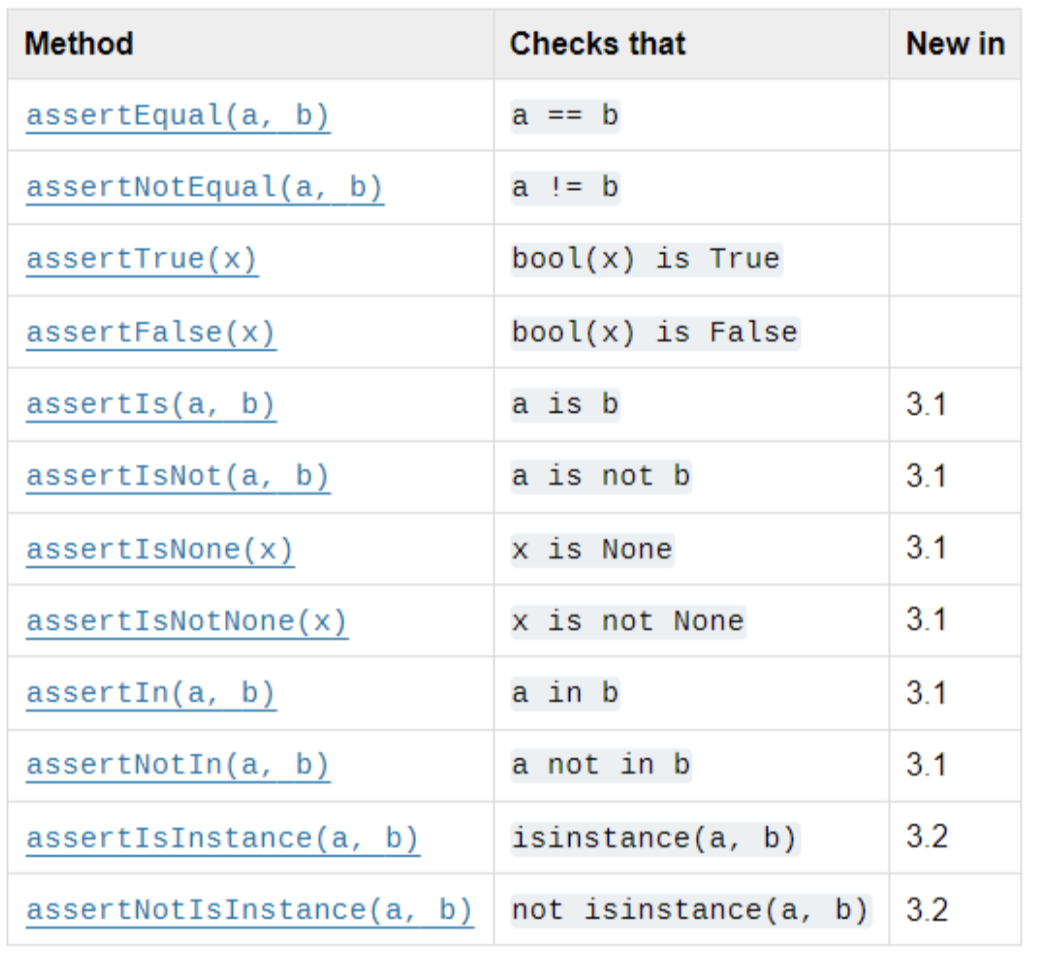 Method Checks that New in
assertEqual(a, b) a == b
assertNotEqual(a, b) a != b
assertTrue(x) bool(x) is True
assertFalse(x) bool(x) is False
assertIs(a, b) a is b 3.1
assertIsNot(a, b) a is not b 3.1
assertIsNone(x) x is None 3.1
assertIsNotNone(x) x is not None 3.1
assertIn(a, b) a in b 3.1
assertNotIn(a, b) a not in b 3.1
assertIsInstance(a, b) isinstance(a, b) 3.2
assertNotIsInstance(a, b) not isinstance(a, b) 3.2